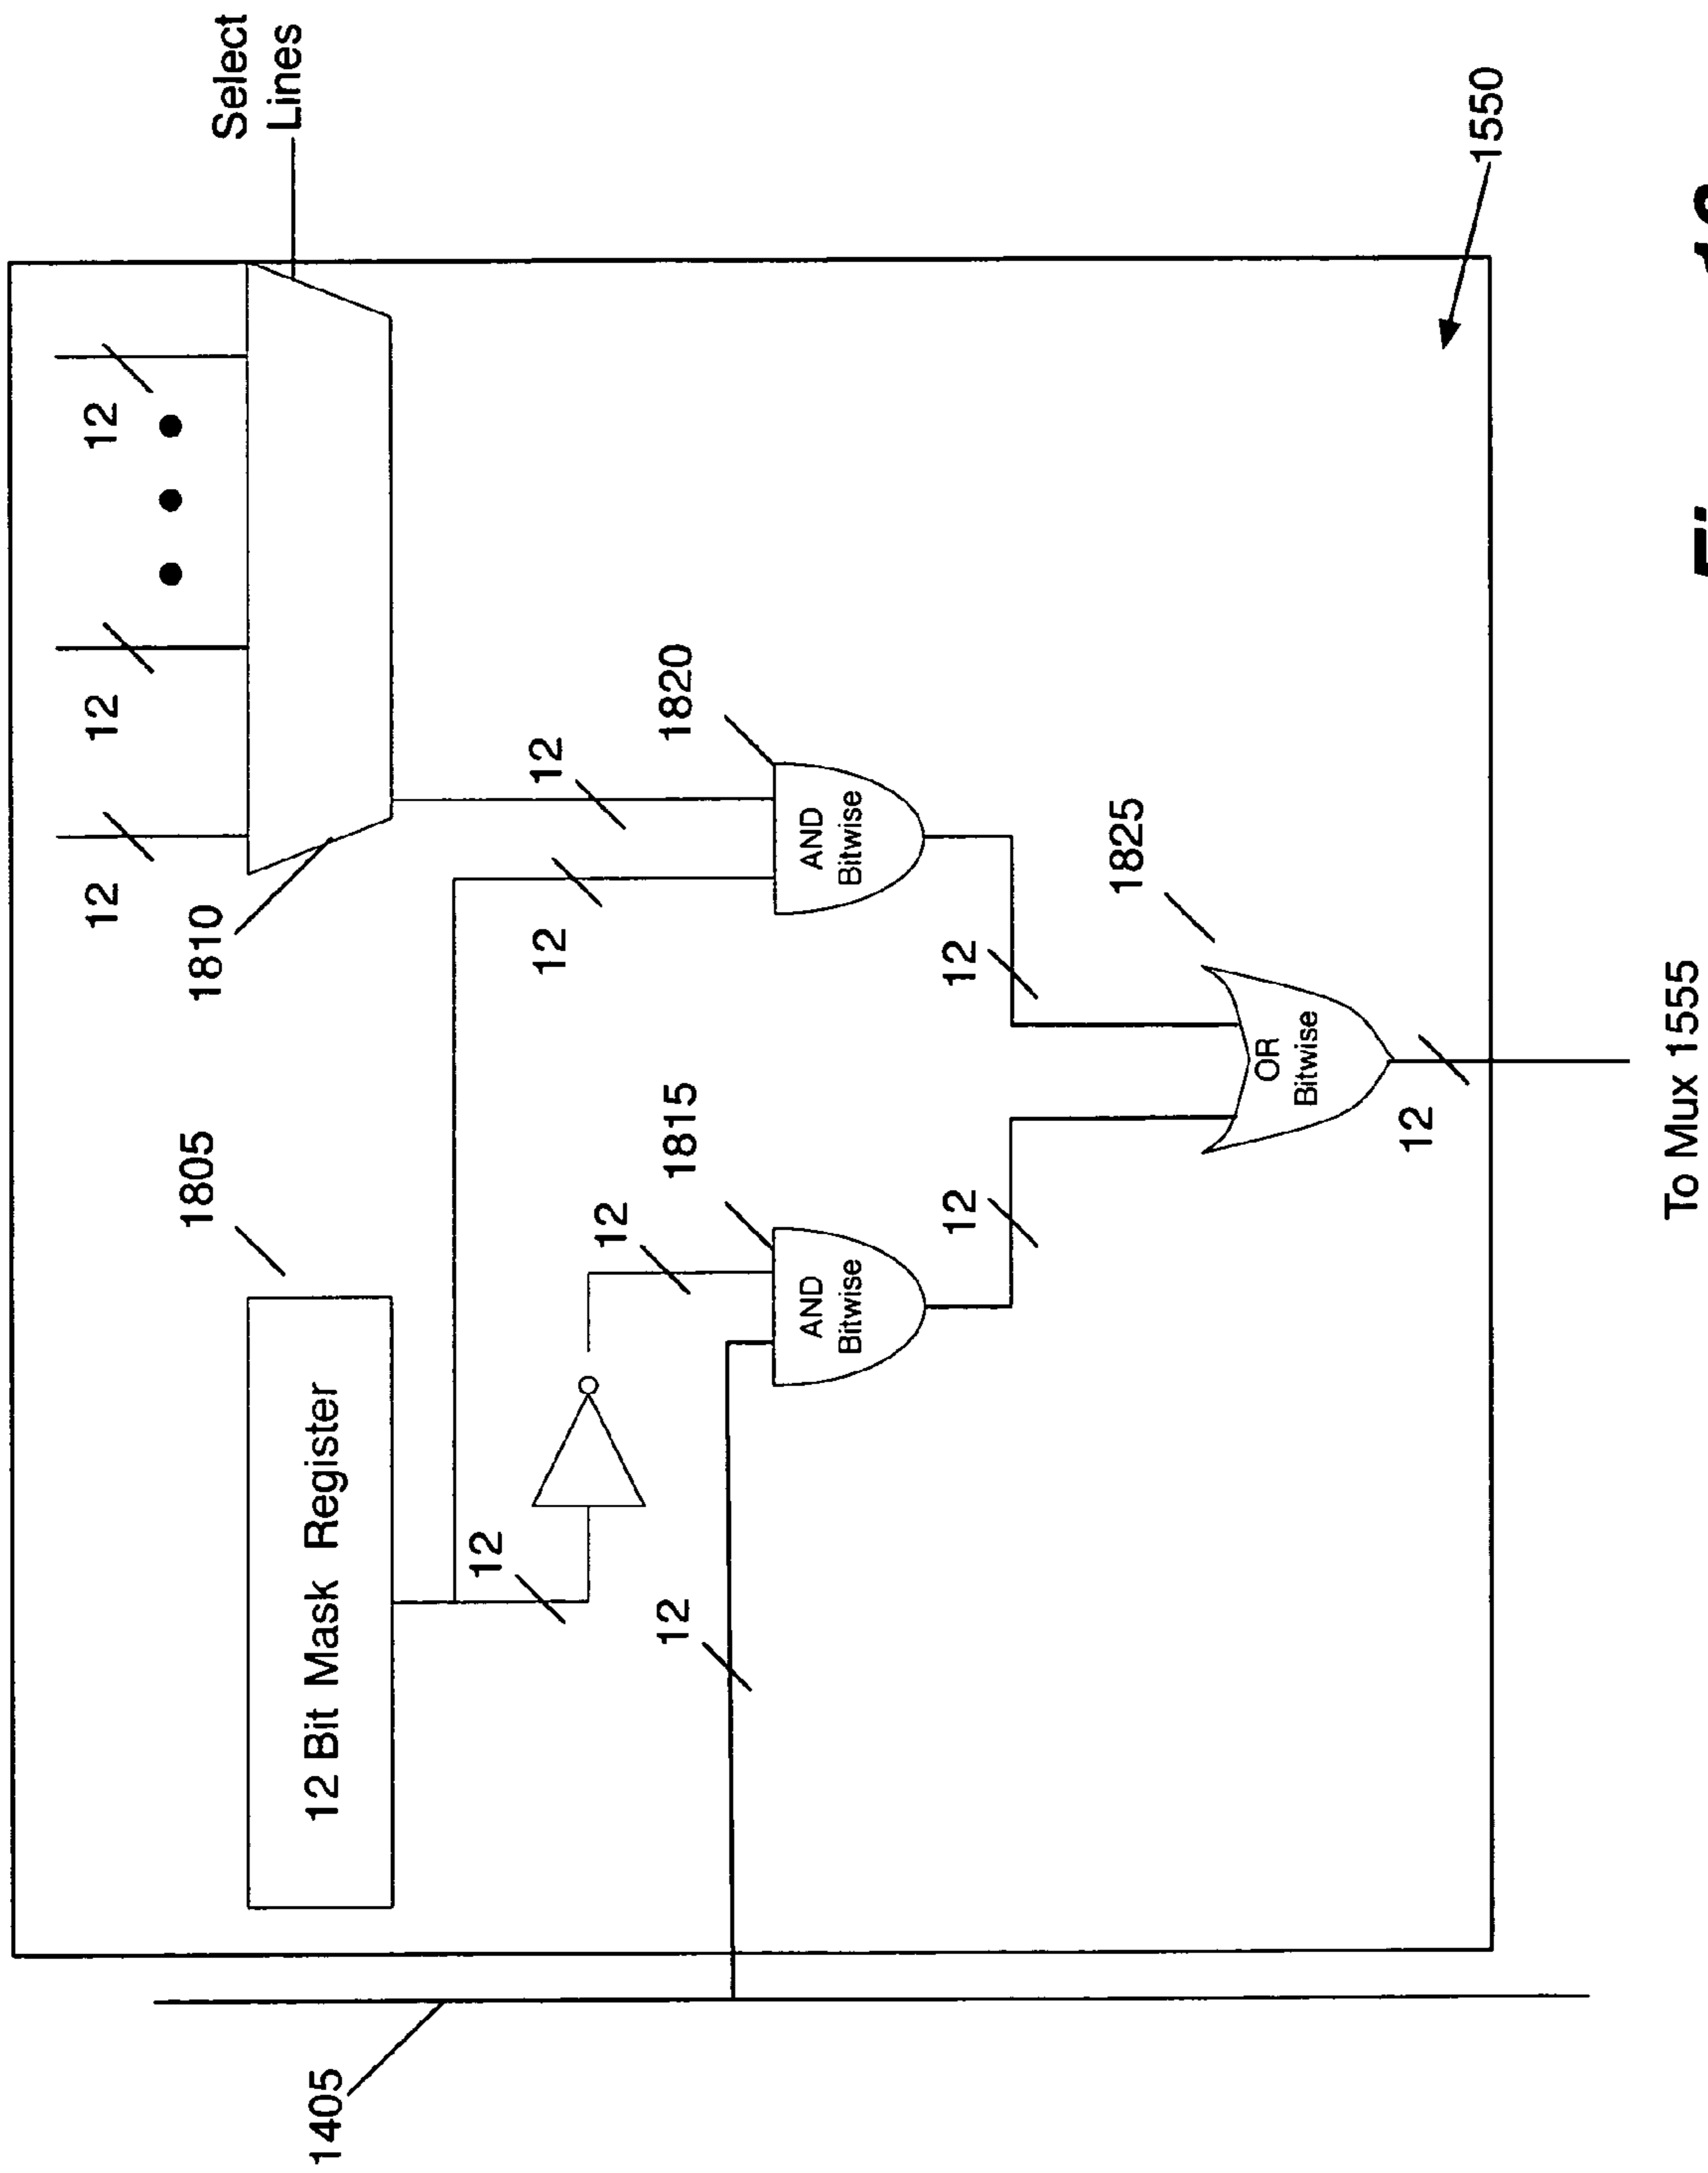 Select
Lines
12
12
12
1810
1805
12 Bit Mask Register
12
12
12
12
12
1820
1815
AND
Bitwise
AND
Bitwise
12
12
1825
OR
Bitwise
12
1405
1550
To Mux 1555